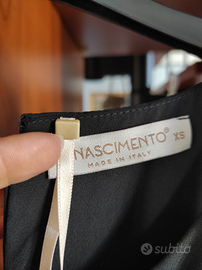 NASCIMENTO®
XS
MADE IN ITALY
subito